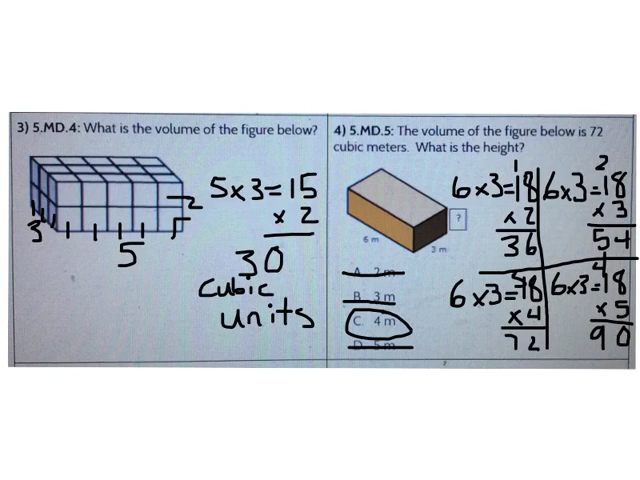 3) 5.MD.4: What is the volume of the figure below?
5x3=15
x 2
30
cubic
units
2
3
5
4) 5.MD.5: The volume of the figure below is 72
cubic meters. What is the height?
?
6 m
3 m
A. 2 m
B. 3 m
C. 4 m
D. 5 m
1
6x3=18
x 2
36
2
6x3=18
x 3
54
6x3=18
x4
72
4
6x3=18
x 5
90